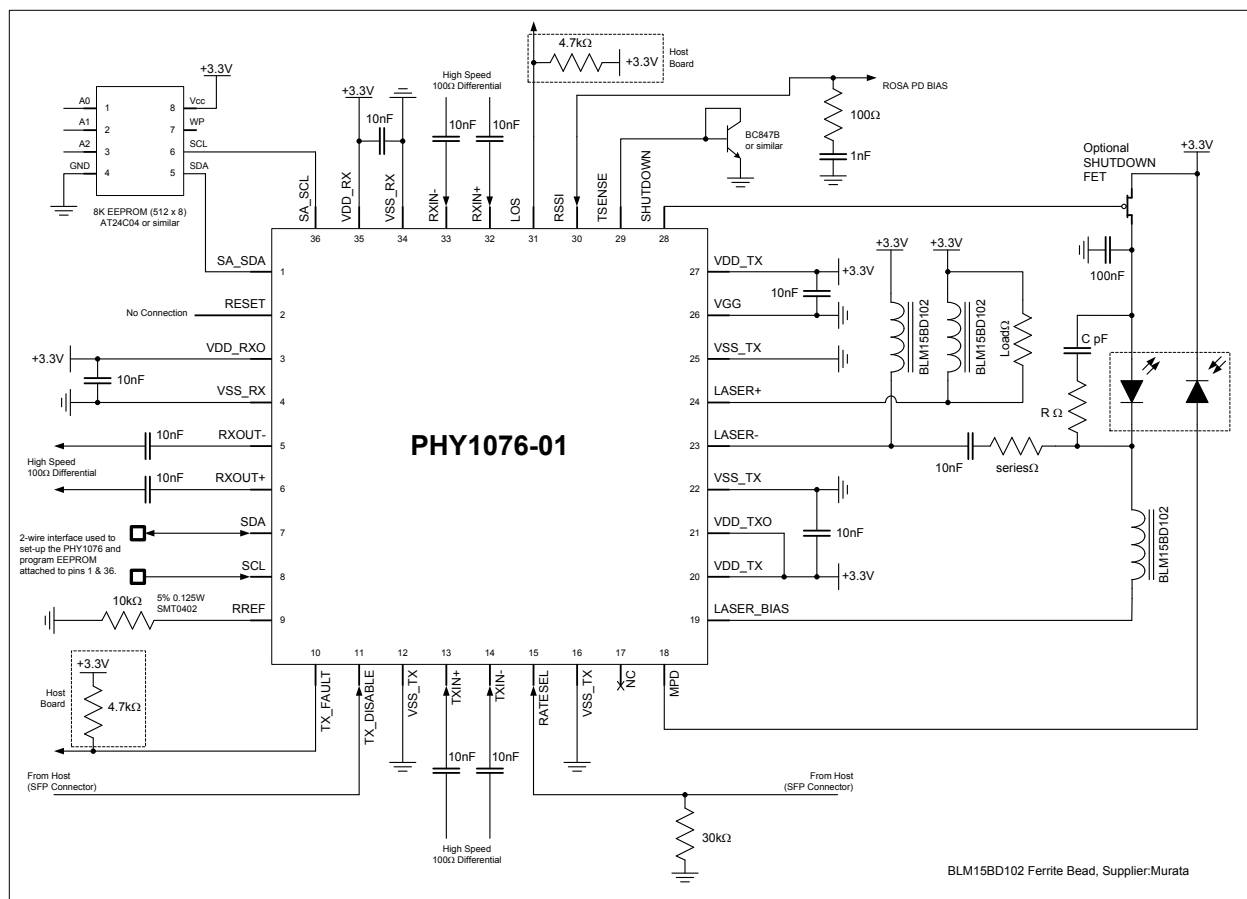 +3.3V
A0
A1
A2
GND
1
2
3
4
8
7
6
5
Vcc
WP
SCL
SDA
8K EEPROM (512 x 8)
AT24C04 or similar
+3.3V
10nF
High Speed
100Ω Differential
10nF
10nF
4.7kΩ
+3.3V
Host
Board
ROSA PD BIAS
100Ω
1nF
BC847B
or similar
Optional
SHUTDOWN
FET
+3.3V
100nF
SA_SCL
VDD_RX
VSS_RX
RXIN-
RXIN+
LOS
RSSI
TSENSE
SHUTDOWN
36
35
34
33
32
31
30
29
28
SA_SDA
1
RESET
2
No Connection
VDD_RXO
3
+3.3V
10nF
VSS_RX
4
RXOUT-
5
10nF
High Speed
100Ω Differential
RXOUT+
6
10nF
SDA
7
2-wire interface used to
set-up the PHY1076 and
program EEPROM
attached to pins 1 & 36.
SCL
8
10kΩ
5% 0.125W
SMT0402
RREF
9
PHY1076-01
27
VDD_TX
+3.3V
10nF
26
VGG
25
VSS_TX
24
LASER+
23
LASER-
22
VSS_TX
21
VDD_TXO
10nF
20
VDD_TX
+3.3V
19
LASER_BIAS
+3.3V
+3.3V
BLM15BD102
BLM15BD102
LoadΩ
C pF
R Ω
10nF
seriesΩ
BLM15BD102
10
11
12
13
14
15
16
17
18
TX_FAULT
TX_DISABLE
VSS_TX
TXIN+
TXIN-
RATESEL
VSS_TX
NC
MPD
+3.3V
Host
Board
4.7kΩ
From Host
(SFP Connector)
10nF
10nF
High Speed
100Ω Differential
From Host
(SFP Connector)
30kΩ
BLM15BD102 Ferrite Bead, Supplier:Murata